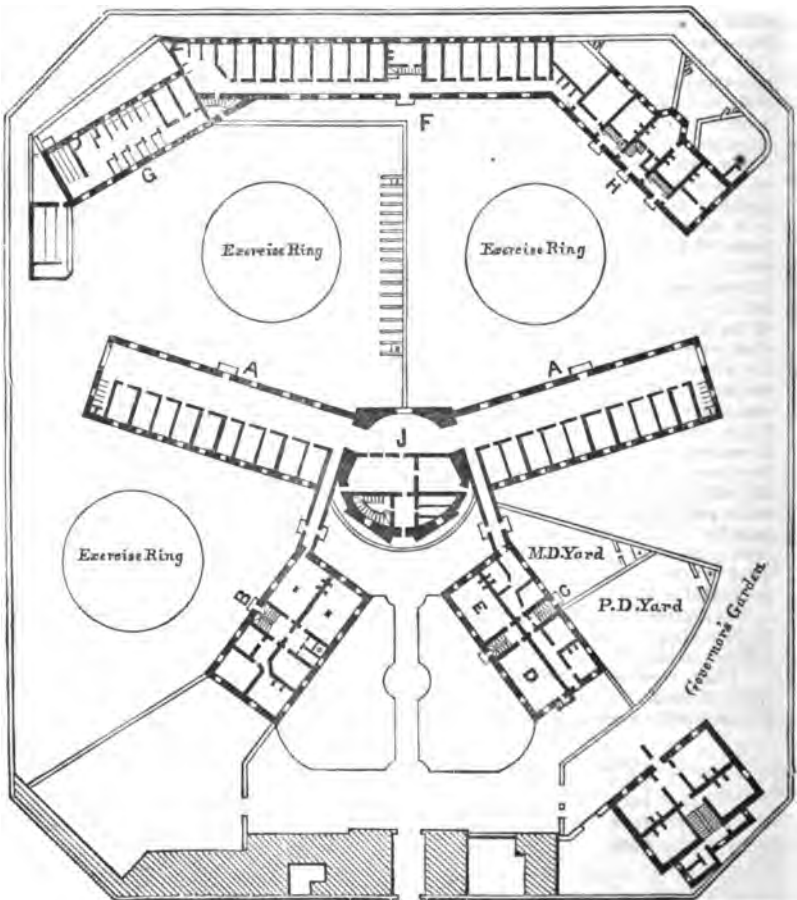 F
G
H
Exercise Ring
Exercise Ring
A
A
J
Exercise Ring
M.D.Yard
P.D.Yard
Governor's Garden
B
C
E
D
E